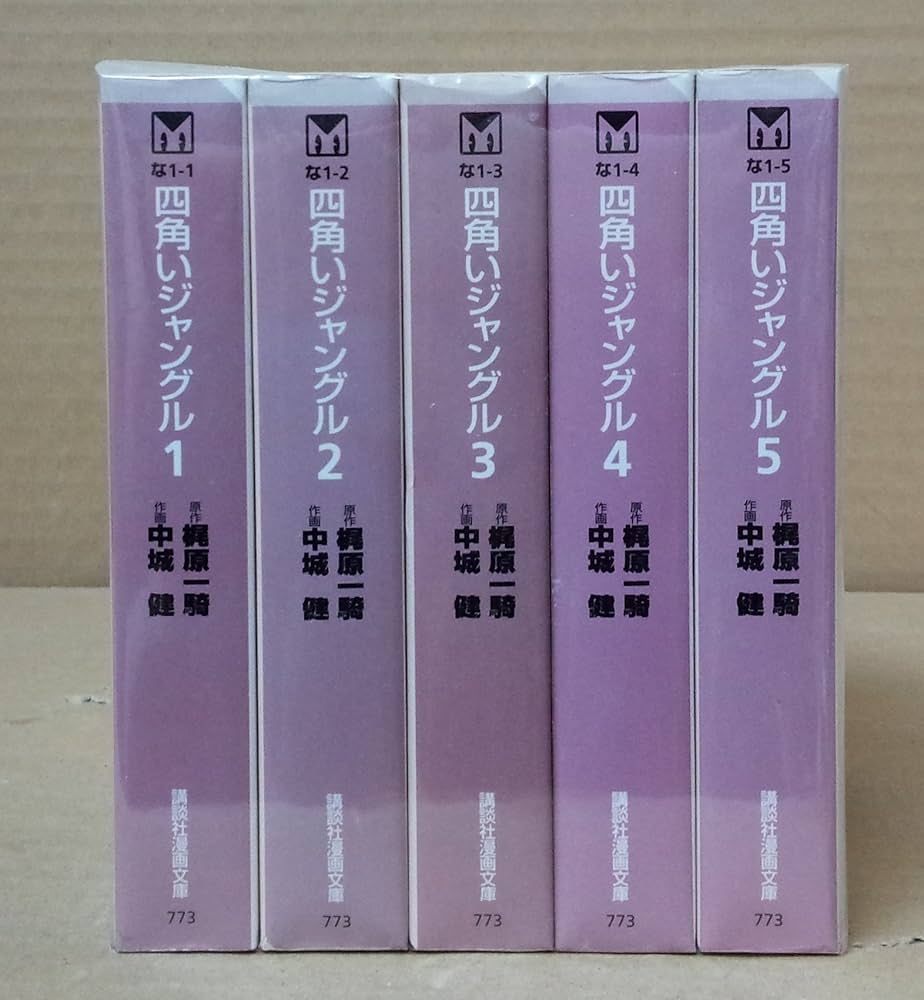 な1-1
四角いジャングル1
原作 梶原一騎
作画 中城 健
講談社漫画文庫
773
な1-2
四角いジャングル2
原作 梶原一騎
作画 中城 健
講談社漫画文庫
773
な1-3
四角いジャングル3
原作 梶原一騎
作画 中城 健
講談社漫画文庫
773
な1-4
四角いジャングル4
原作 梶原一騎
作画 中城 健
講談社漫画文庫
773
な1-5
四角いジャングル5
原作 梶原一騎
作画 中城 健
講談社漫画文庫
773